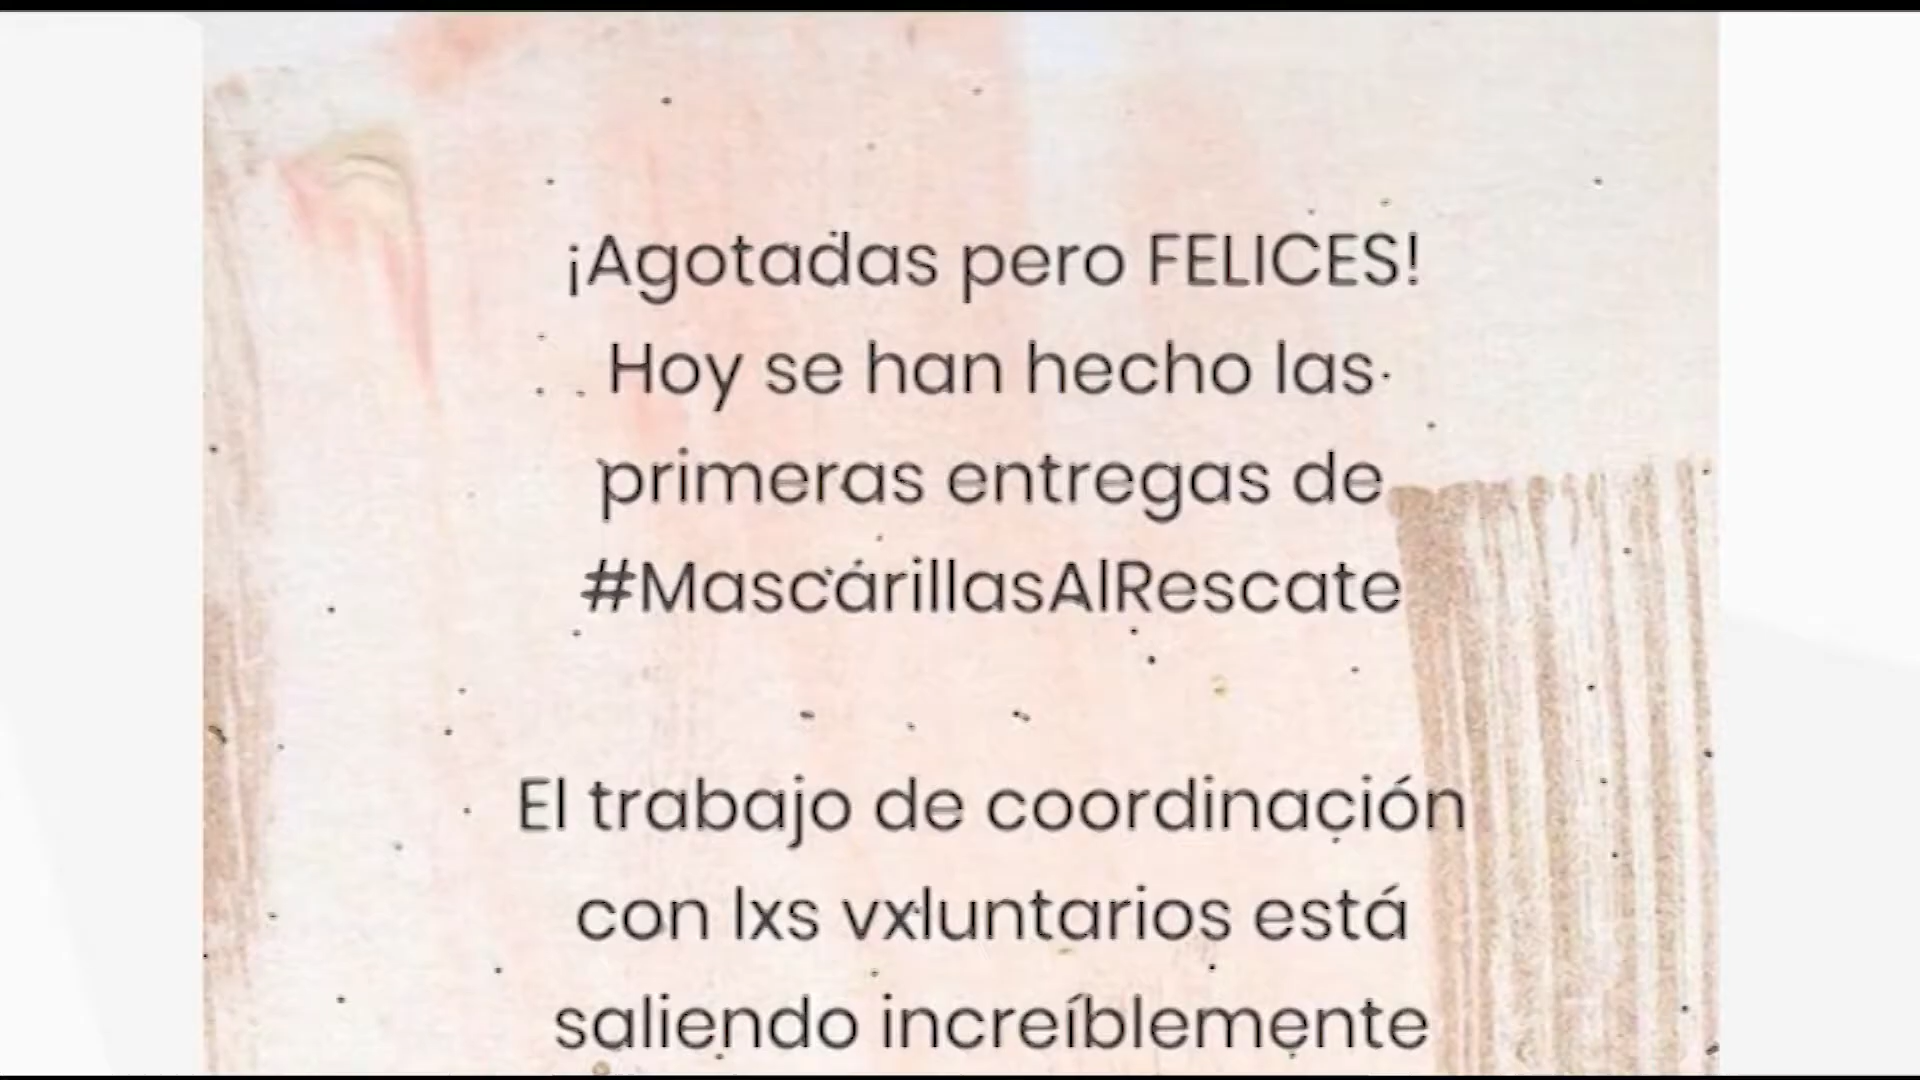 ¡Agotadas pero FELICES!
Hoy se han hecho las
primeras entregas de
#MascarillasAlRescate
El trabajo de coordinación
con lxs vxluntarios está
saliendo increíblemente